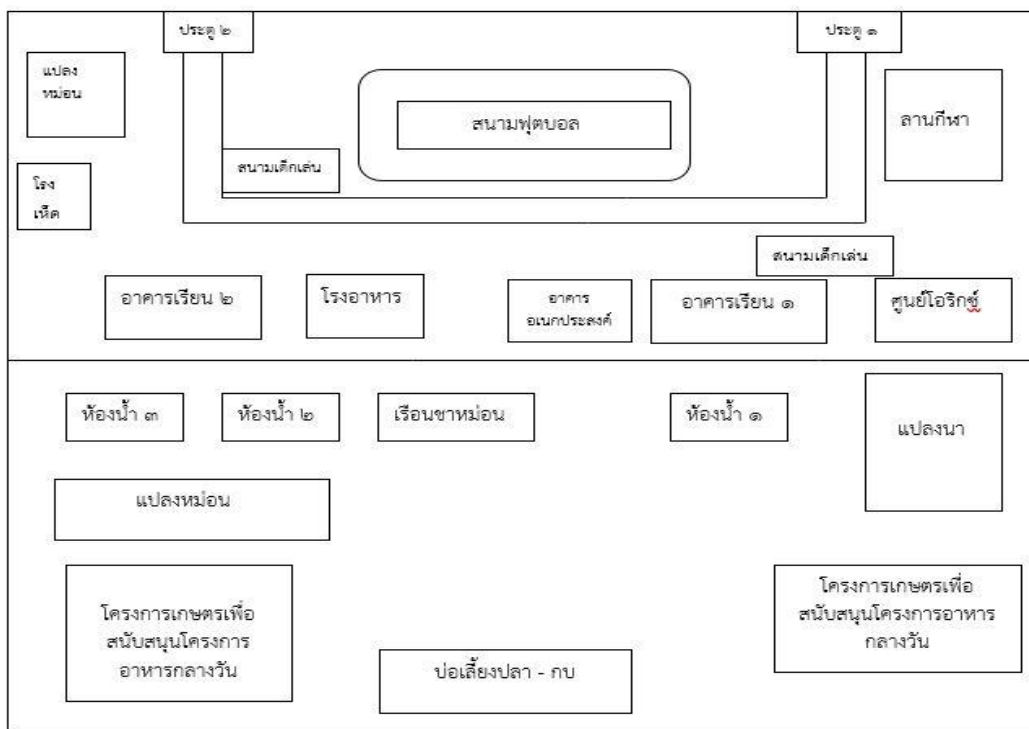 ประตู ๒
ประตู ๑
แปลง
หม่อน
สนามฟุตบอล
ลานกีฬา
สนามเด็กเล่น
โรง
เห็ด
สนามเด็กเล่น
อาคารเรียน ๒
โรงอาหาร
อาคาร
อเนกประสงค์
อาคารเรียน ๑
ศูนย์โอริกซ์ู
ห้องน้ำ ๓
ห้องน้ำ ๒
เรือนชาหม่อน
ห้องน้ำ ๑
แปลงนา
แปลงหม่อน
โครงการเกษตรเพื่อ
สนับสนุนโครงการ
อาหารกลางวัน
โครงการเกษตรเพื่อ
สนับสนุนโครงการอาหาร
กลางวัน
บ่อเลี้ยงปลา - กบ